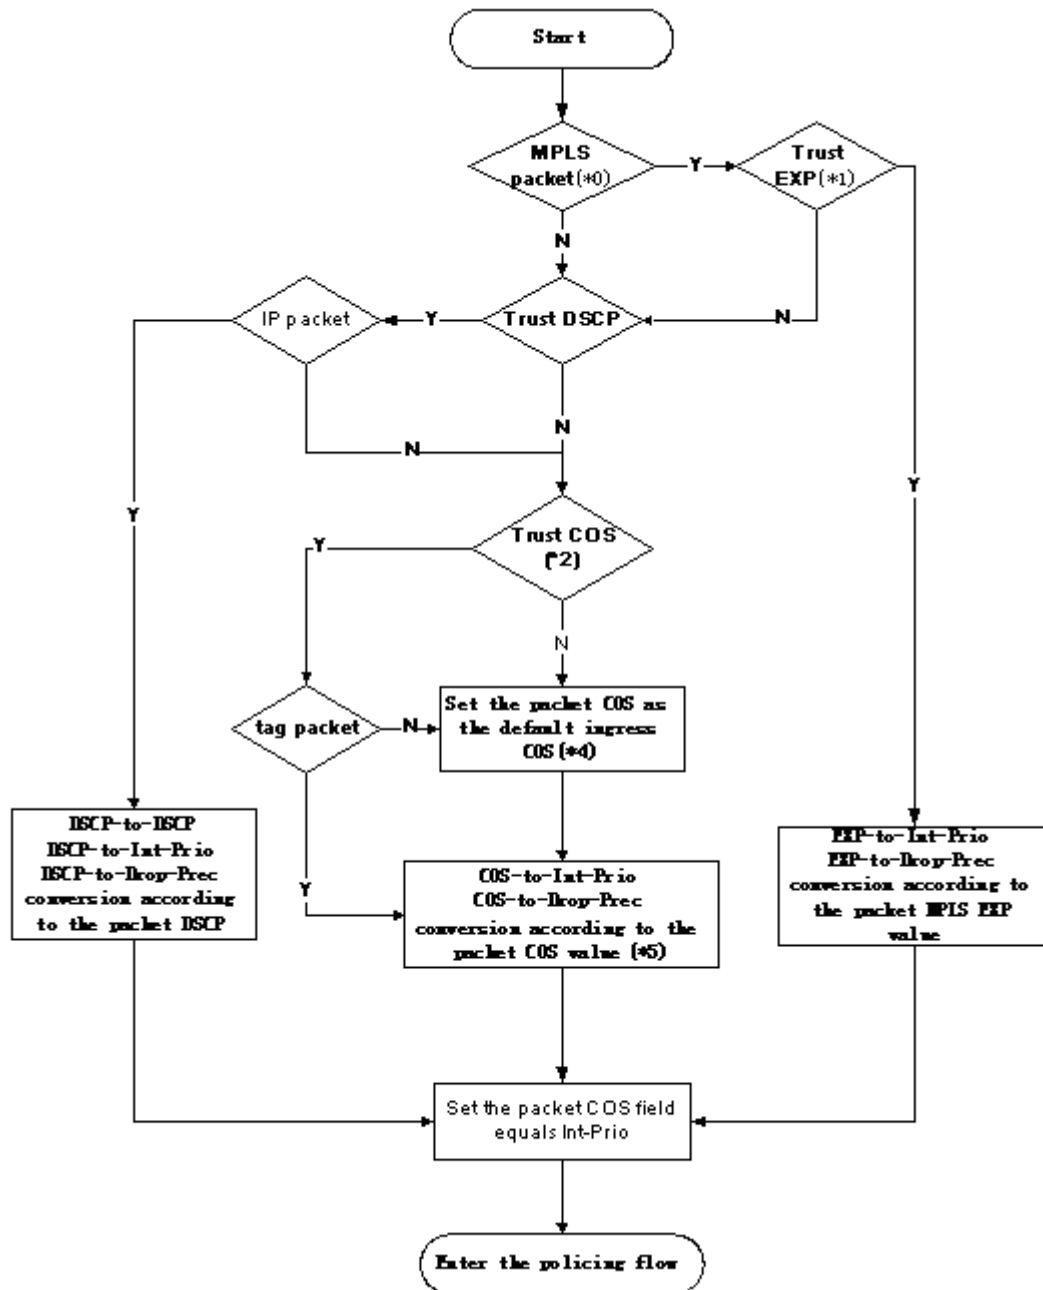 Start
MPLS
packet(*0)
Y
Trust
EXP(*1)
N
IP packet
Y
Trust DSCP
N
N
N
Y
Y
Trust COS
(*2)
Y
N
tag packet
N
Set the packet COS as
the default ingress
COS(*4)
DSCP-to-DSCP
DSCP-to-Int-Prio
DSCP-to-Drop-Prec
conversion according
to the packet DSCP
Y
COS-to-Int-Prio
COS-to-Drop-Prec
conversion according to the
packet COS value (*5)
EXP-to-Int-Prio
EXP-to-Drop-Prec
conversion according to
the packet MPLS EXP
value
Set the packet COS field
equals Int-Prio
Enter the policing flow